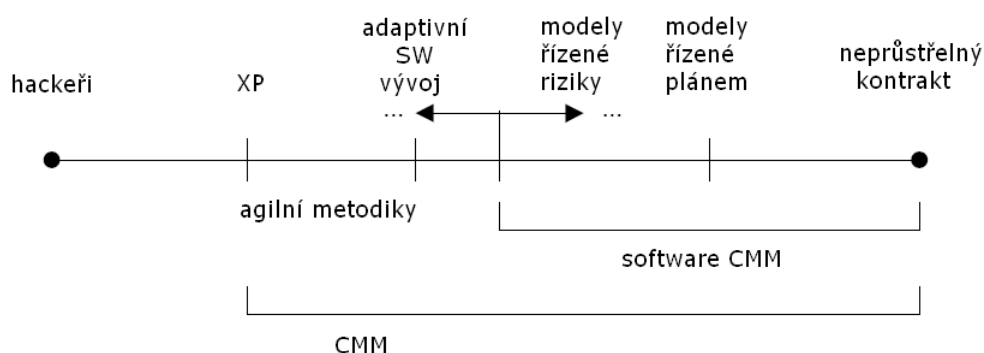 hackeři
XP
adaptivní
SW
vývoj
...
modely
řízené
riziky
...
modely
řízené
plánem
neprůstřelný
kontrakt
agilní metodiky
software CMM
CMM